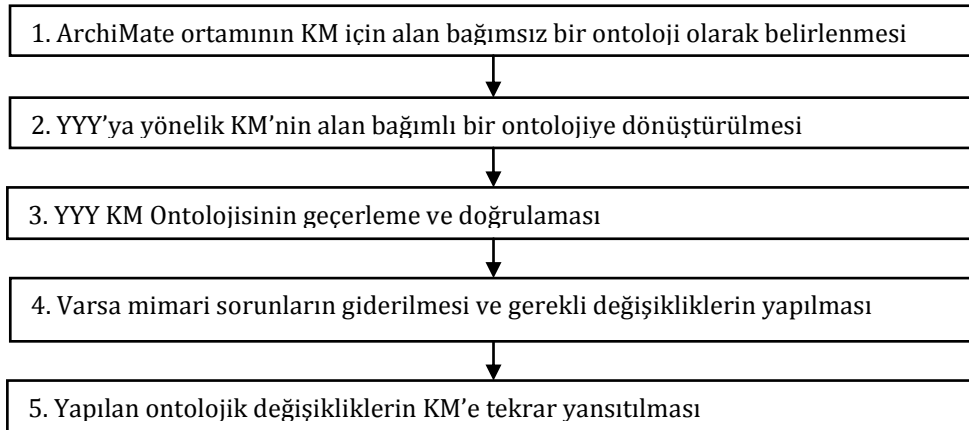 1. ArchiMate ortamının KM için alan bağımsız bir ontoloji olarak belirlenmesi
2. YYY’ya yönelik KM’nin alan bağımlı bir ontolojiye dönüştürülmesi
3. YYY KM Ontolojisinin geçerleme ve doğrulaması
4. Varsa mimari sorunların giderilmesi ve gerekli değişikliklerin yapılması
5. Yapılan ontolojik değişikliklerin KM’e tekrar yansıtılması